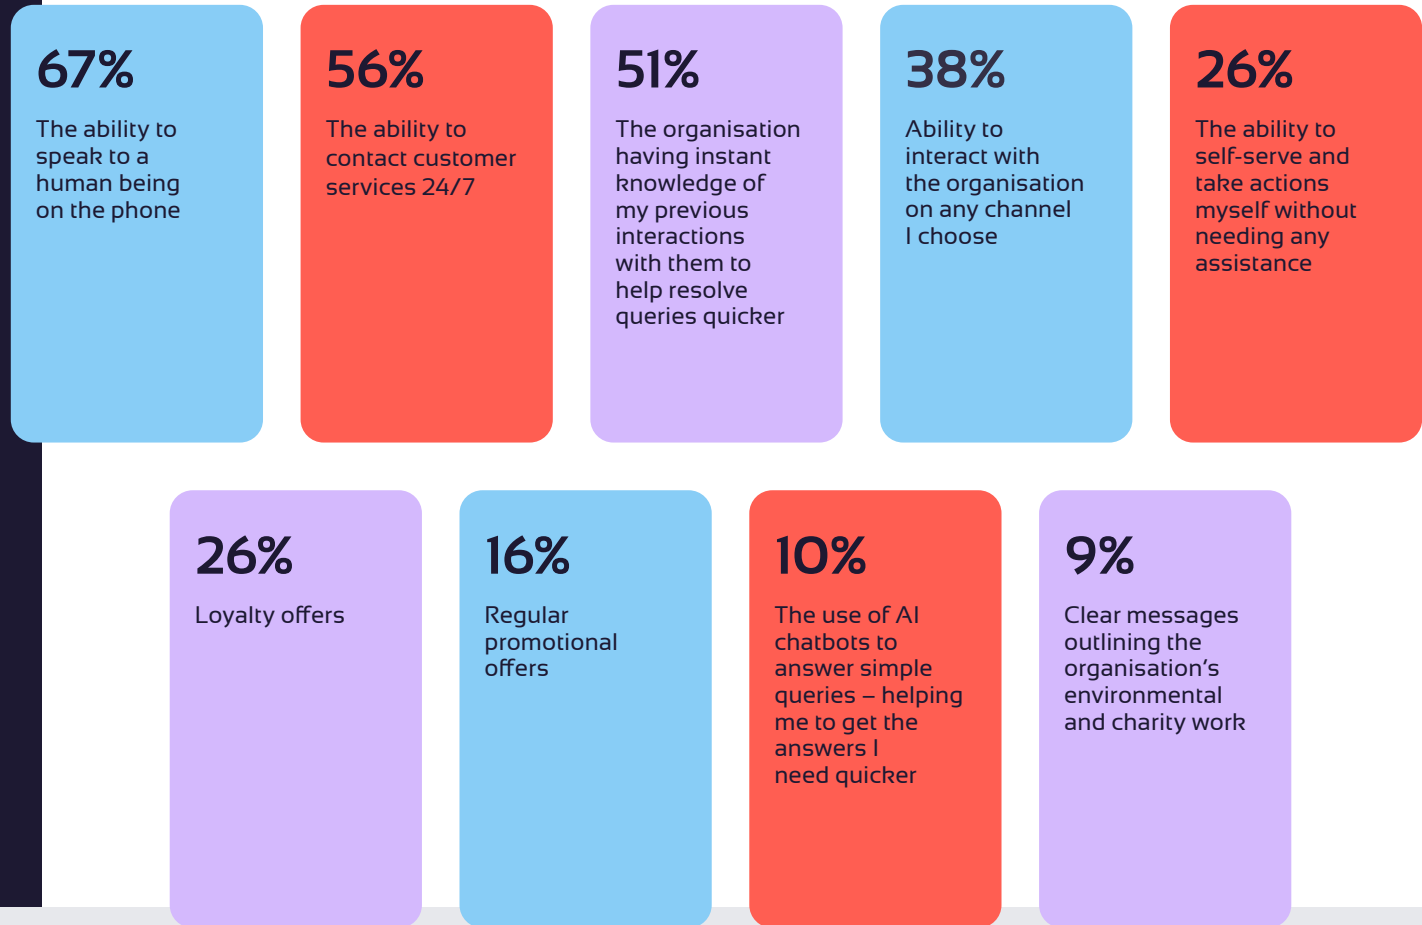 67%
The ability to
speak to a
human being
on the phone
56%
The ability to
contact customer
services 24/7
51%
The organisation
having instant
knowledge of
my previous
interactions
with them to
help resolve
queries quicker
38%
Ability to
interact with
the organisation
on any channel
I choose
26%
The ability to
self-serve and
take actions
myself without
needing any
assistance
26%
Loyalty offers
16%
Regular
promotional
offers
10%
The use of AI
chatbots to
answer simple
queries – helping
me to get the
answers I
need quicker
9%
Clear messages
outlining the
organisation’s
environmental
and charity work